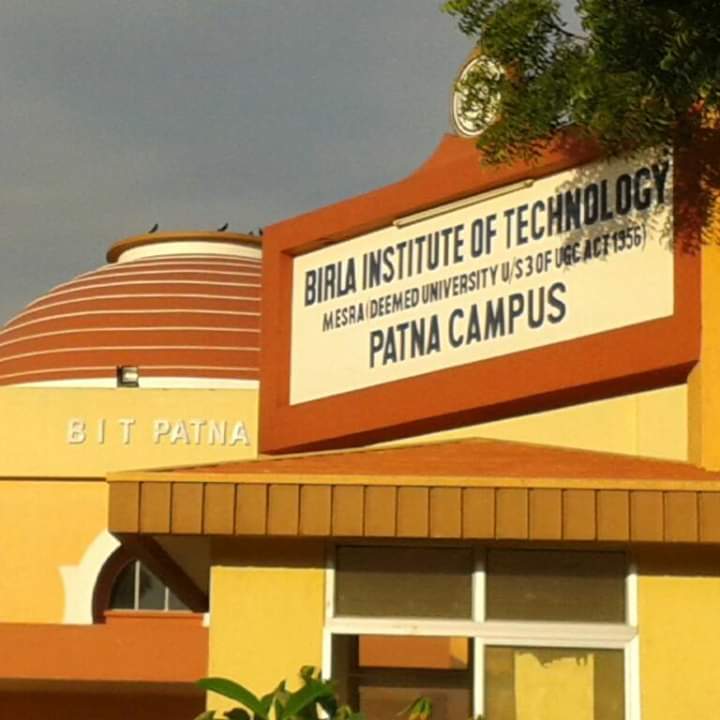 BIRLA INSTITUTE OF TECHNOLOGY
MESRA (DEEMED UNIVERSITY U/S 3 OF UGC ACT 1956)
PATNA CAMPUS
BIT PATNA